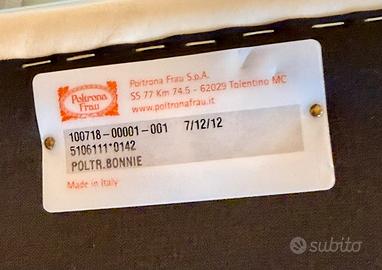 Poltrona
Frau
Poltrona Frau S.p.A.
SS 77 Km 74.5 - 62029 Tolentino MC
www.poltronafrau.it
100718-00001-001 7/12/12
5106111*0142
POLTR.BONNIE
Made in Italy
subito